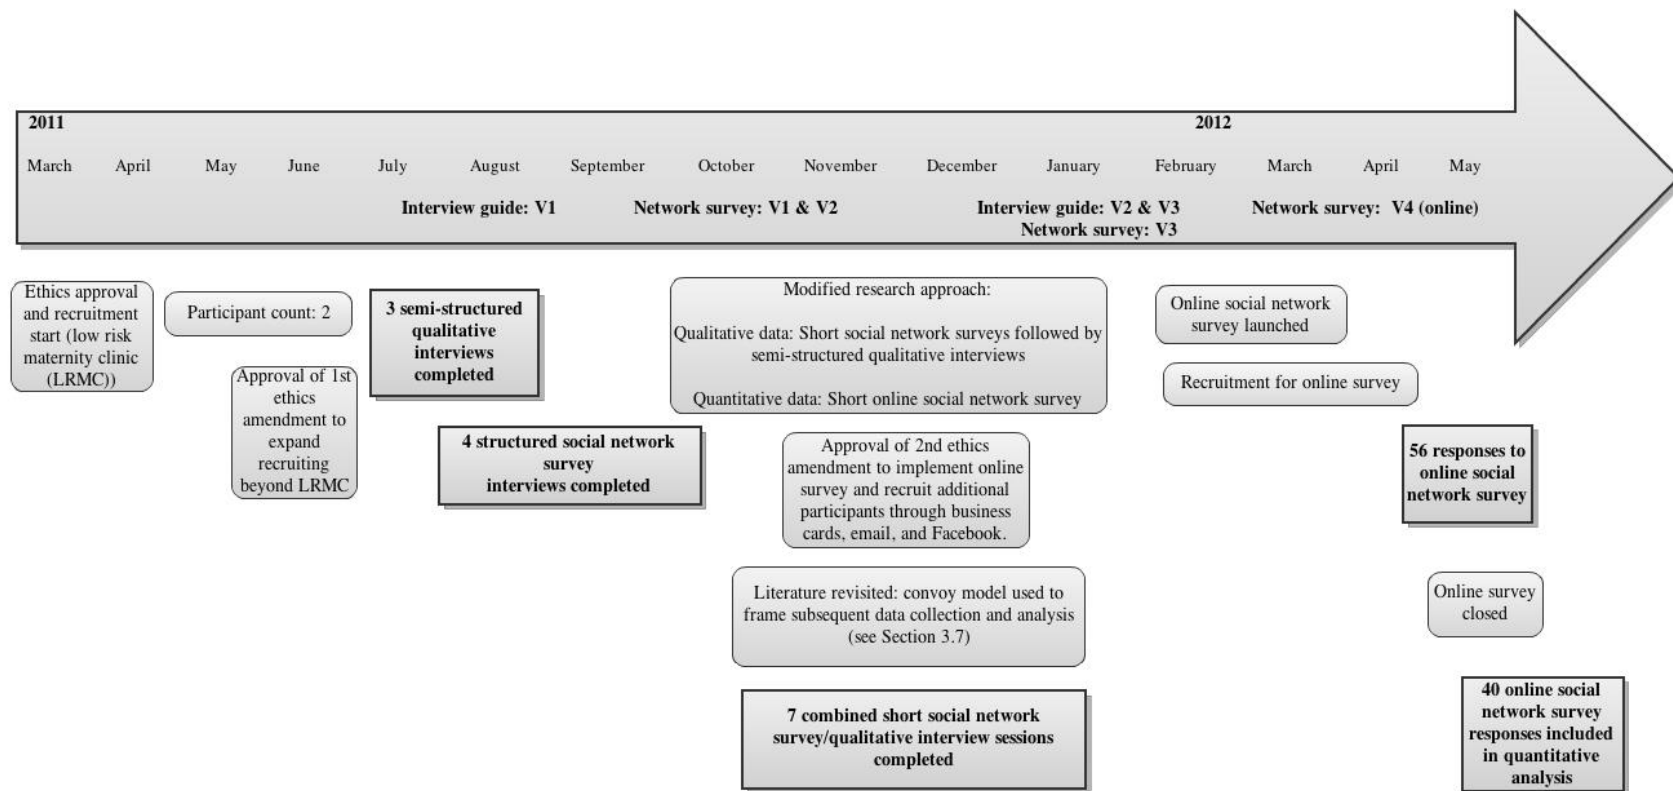 2011
2012
March April May June July August September October November December January February March April May
Interview guide: V1
Network survey: V1 & V2
Interview guide: V2 & V3
Network survey: V3
Network survey: V4 (online)
Ethics approval
and recruitment
start (low risk
maternity clinic
(LRMC))
Participant count: 2
Approval of 1st
ethics
amendment to
expand
recruiting
beyond LRMC
3 semi-structured
qualitative
interviews
completed
4 structured social network
survey
interviews completed
Modified research approach:
Qualitative data: Short social network surveys followed by
semi-structured qualitative interviews
Quantitative data: Short online social network survey
Approval of 2nd ethics
amendment to implement online
survey and recruit additional
participants through business
cards, email, and Facebook.
Literature revisited: convoy model used to
frame subsequent data collection and analysis
(see Section 3.7)
7 combined short social network
survey/qualitative interview sessions
completed
Online social network
survey launched
Recruitment for online survey
56 responses to
online social
network survey
Online survey
closed
40 online social
network survey
responses included
in quantitative
analysis